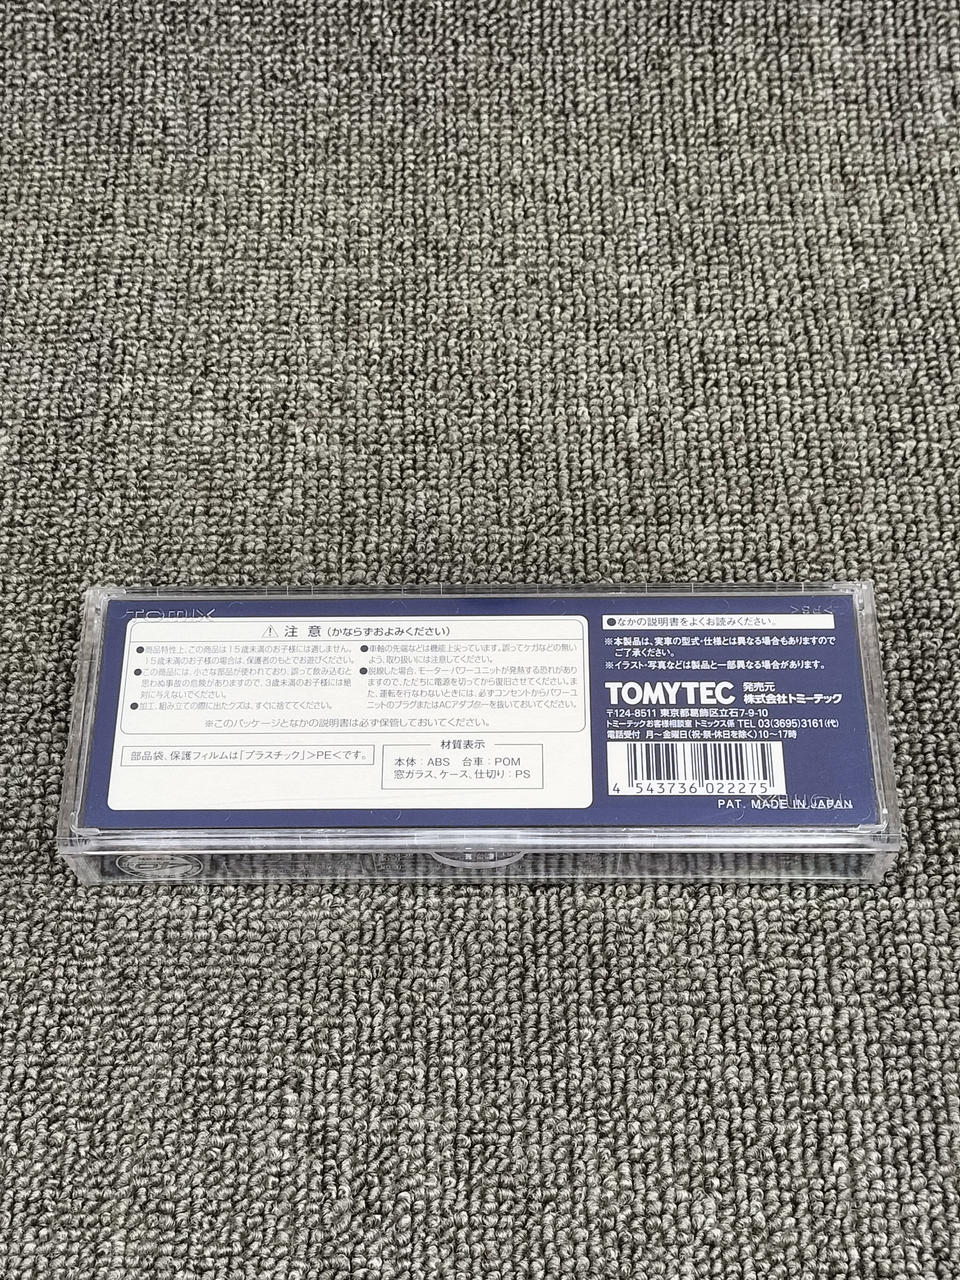 TOMIX
⚠ 注 意 (かならずおよみください)
●商品特性上、この商品は15歳未満のお子様には適しません。
15歳未満のお子様の場合は、保護者のもとでお遊びください。
●この商品には、小さな部品が使われており、誤って飲み込むと
思わぬ事故の危険がありますので、3歳未満のお子様には絶
対に与えないでください。
●加工、組み立ての際に出たクズは、すぐに捨ててください。
●車軸の先端などは機能上尖っています。誤ってケガなどの無い
よう、取り扱いには注意してください。
●脱線した場合、モーター・パワーユニットが発熱する恐れがあり
ますので、ただちに電源を切ってから復旧させてください。ま
た、運転を行なわないときには、必ずコンセントからパワーユ
ニットのプラグまたはACアダプターを抜いておいてください。
※このパッケージとなかの説明書は必ず保管しておいてください。
部品袋、保護フィルムは「プラスチック」>PE<です。
材質表示
本体：ABS 台車：POM
窓ガラス、ケース、仕切り：PS
>PS<
●なかの説明書をよくお読みください。
※本製品は、実車の型式・仕様とは異なる場合もありますので
ご了承ください。
※イラスト・写真などは製品と一部異なる場合があります。
TOMYTEC 発売元
株式会社トミーテック
〒124-8511 東京都葛飾区立石7-9-10
トミーテックお客様相談室 トミックス係 TEL 03(3695)3161(代)
電話受付 月〜金曜日(祝・祭・休日を除く)10〜17時
4 543736 022275
PAT. MADE IN JAPAN
TOMIX